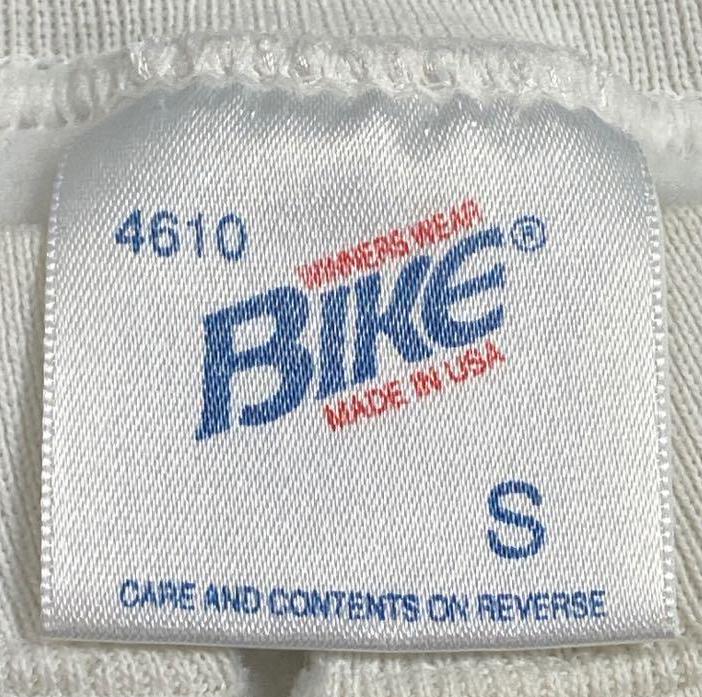 4610
WINNERS WEAR
BIKE®
MADE IN USA
S
CARE AND CONTENTS ON REVERSE